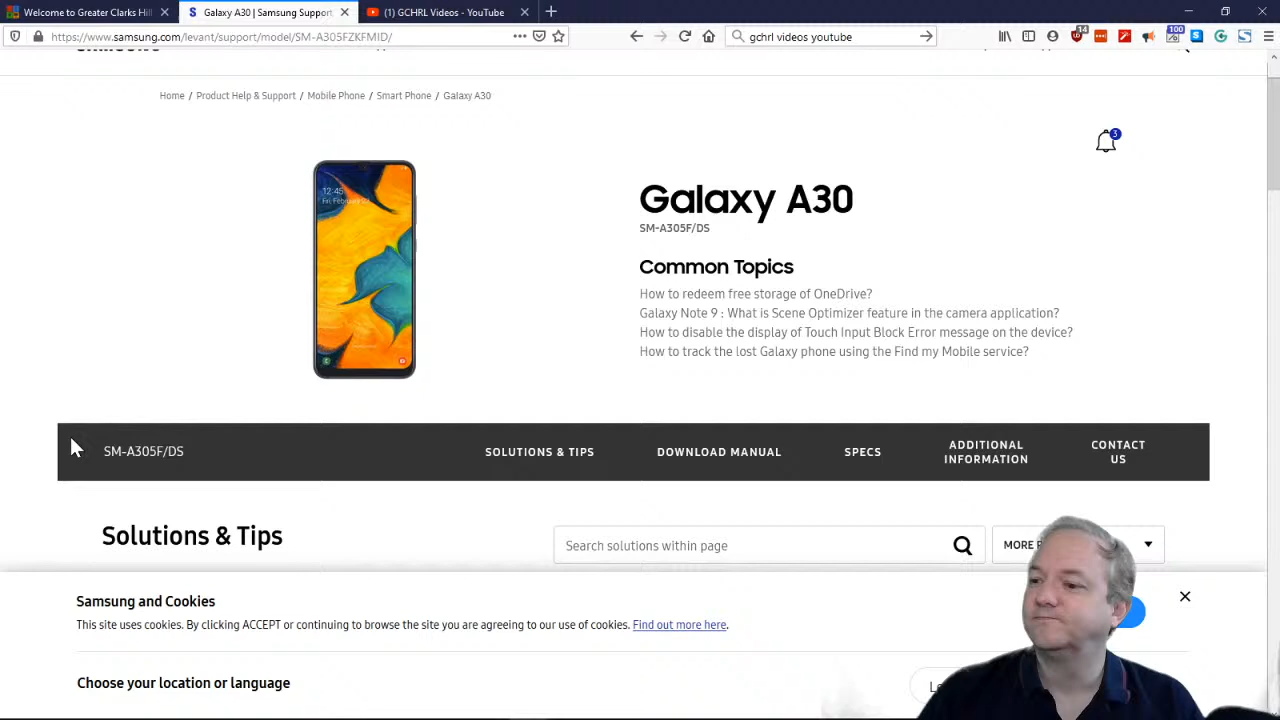 Welcome to Greater Clarks Hill
Galaxy A30 | Samsung Support
(1) GCHRL Videos - YouTube
https://www.samsung.com/levant/support/model/SM-A305FZKFMID/
gchrl videos youtube
14
100
Home / Product Help & Support / Mobile Phone / Smart Phone / Galaxy A30
3
12:45
Galaxy A30
SM-A305F/DS
Common Topics
How to redeem free storage of OneDrive?
Galaxy Note 9 : What is Scene Optimizer feature in the camera application?
How to disable the display of Touch Input Block Error message on the device?
How to track the lost Galaxy phone using the Find my Mobile service?
SM-A305F/DS
SOLUTIONS & TIPS
DOWNLOAD MANUAL
SPECS
ADDITIONAL
INFORMATION
CONTACT
US
Solutions & Tips
Search solutions within page
MORE
Samsung and Cookies
This site uses cookies. By clicking ACCEPT or continuing to browse the site you are agreeing to our use of cookies. Find out more here.
Choose your location or language